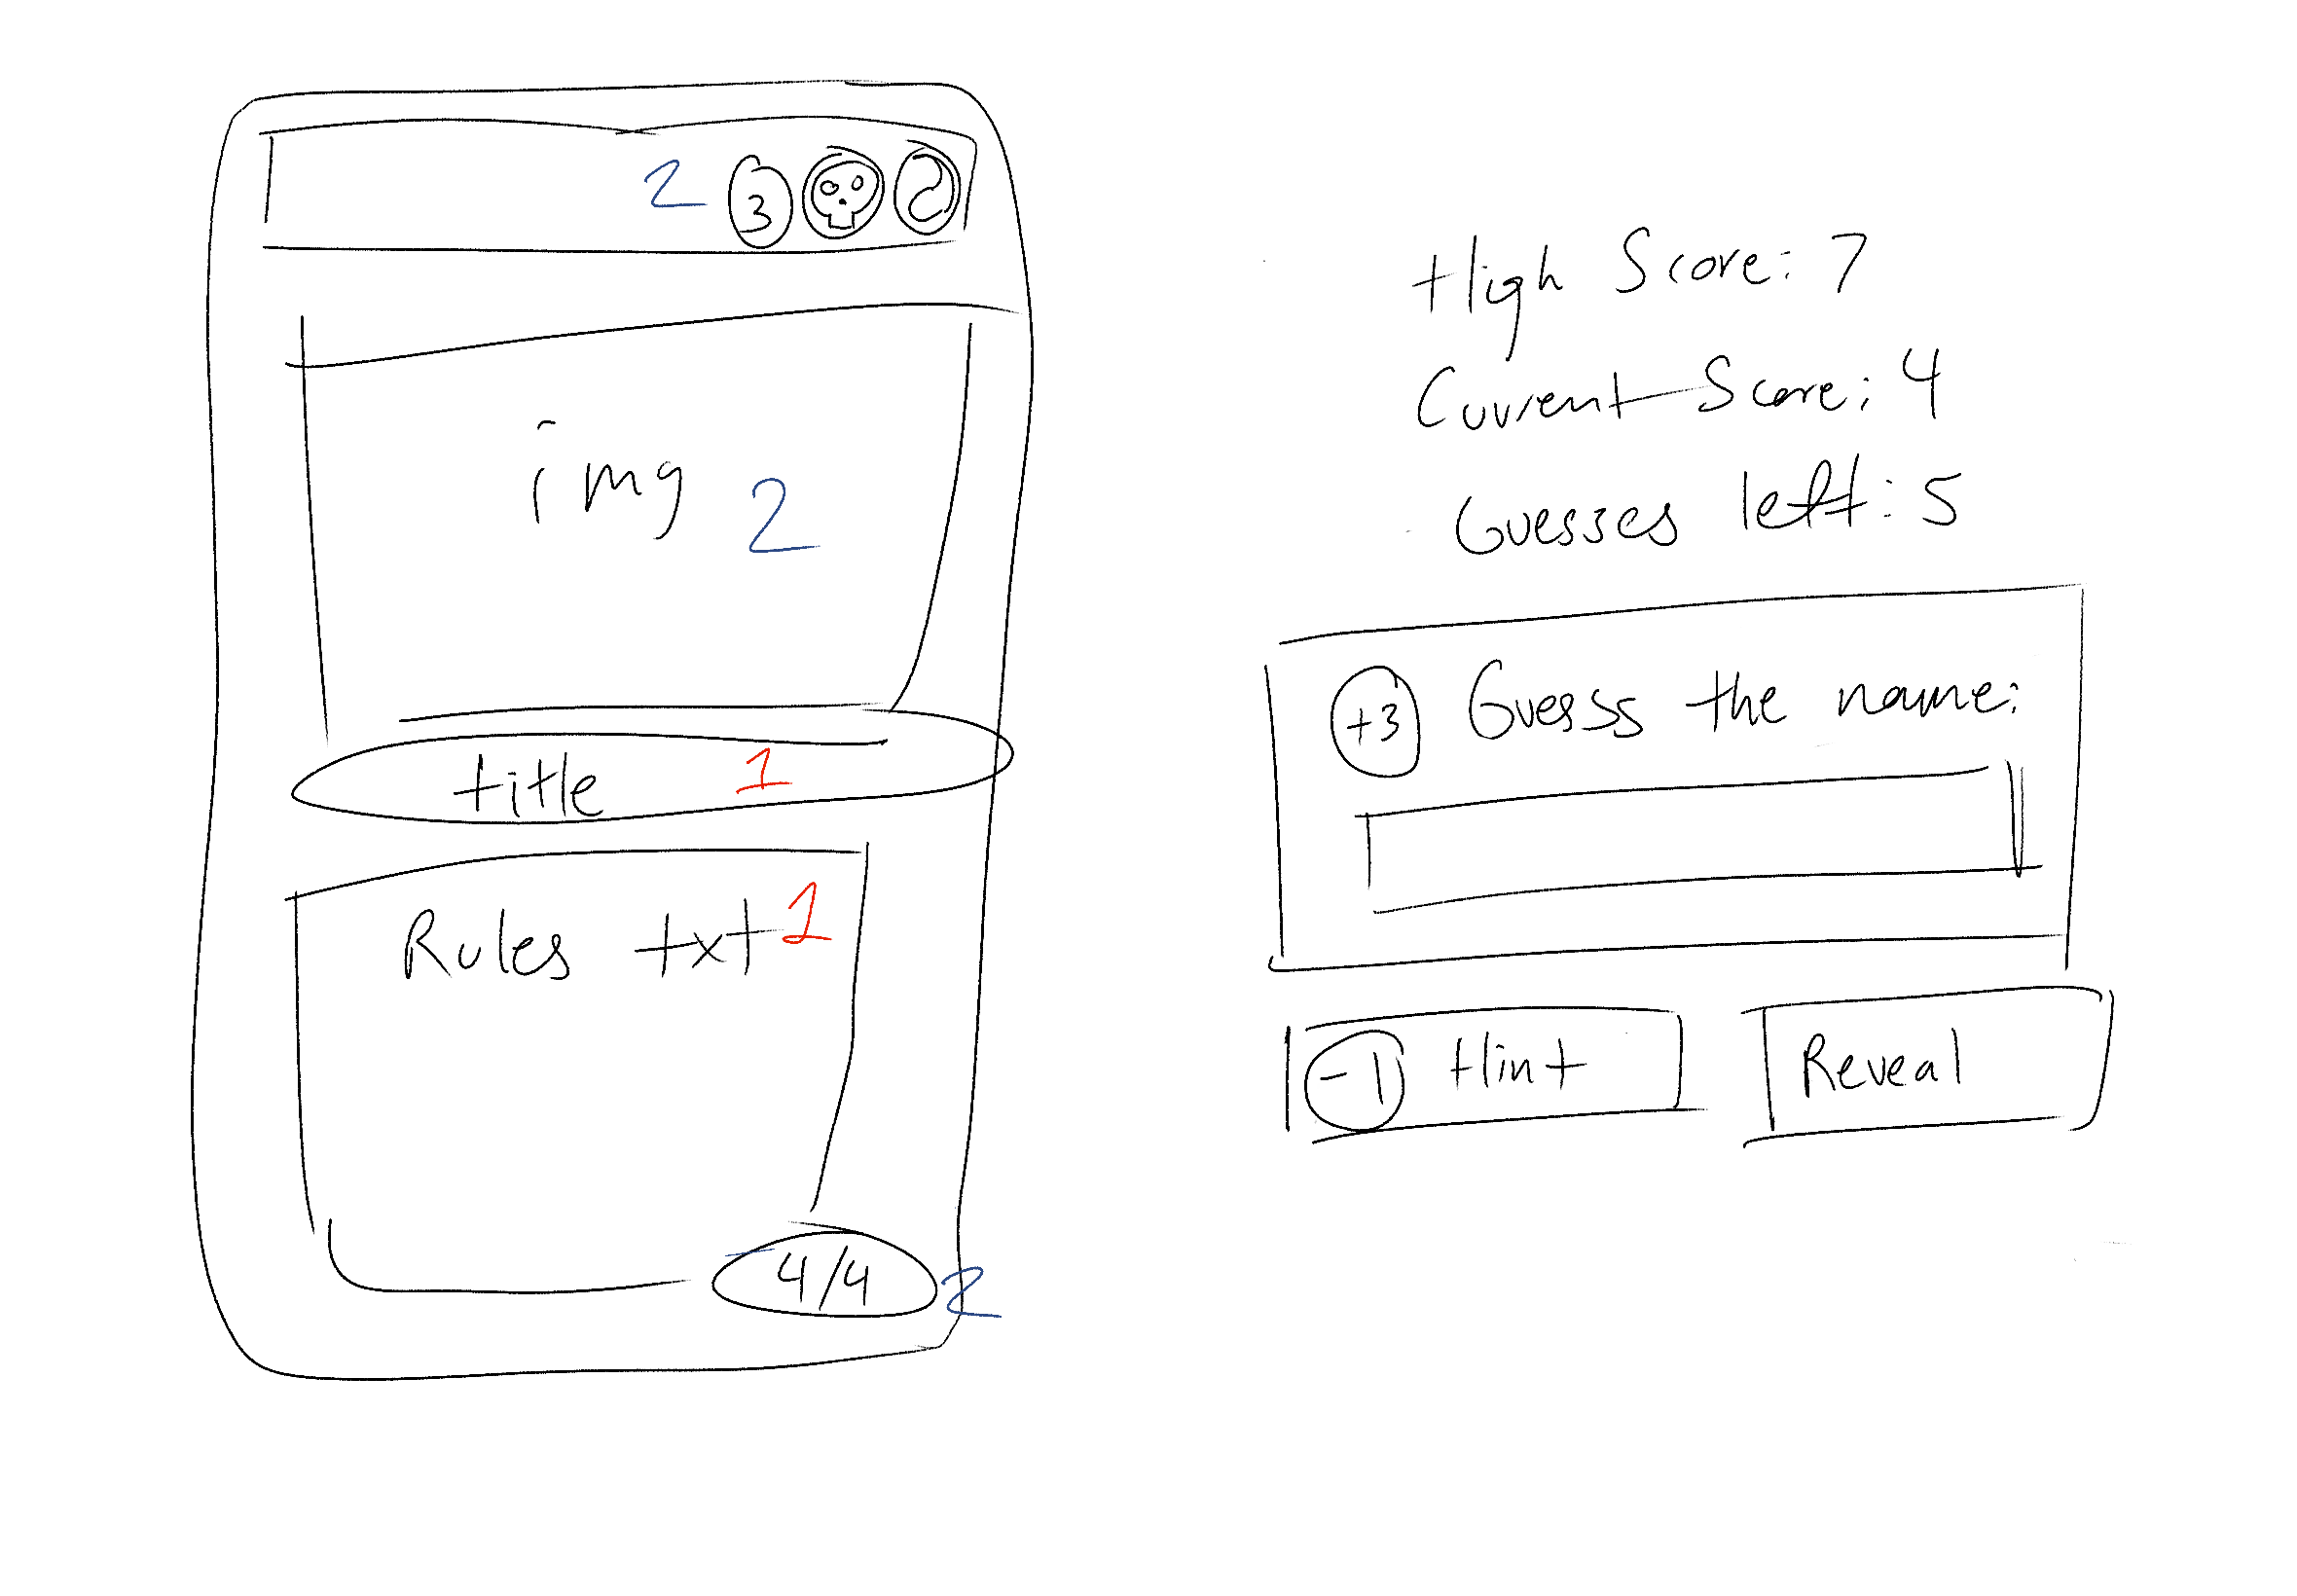 2 3
img 2
title 1
Rules txt 1
4/4 2
High Score: 7
Current Score: 4
Guesses left: 5
+3 Guesss the name:
-1 Hint
Reveal